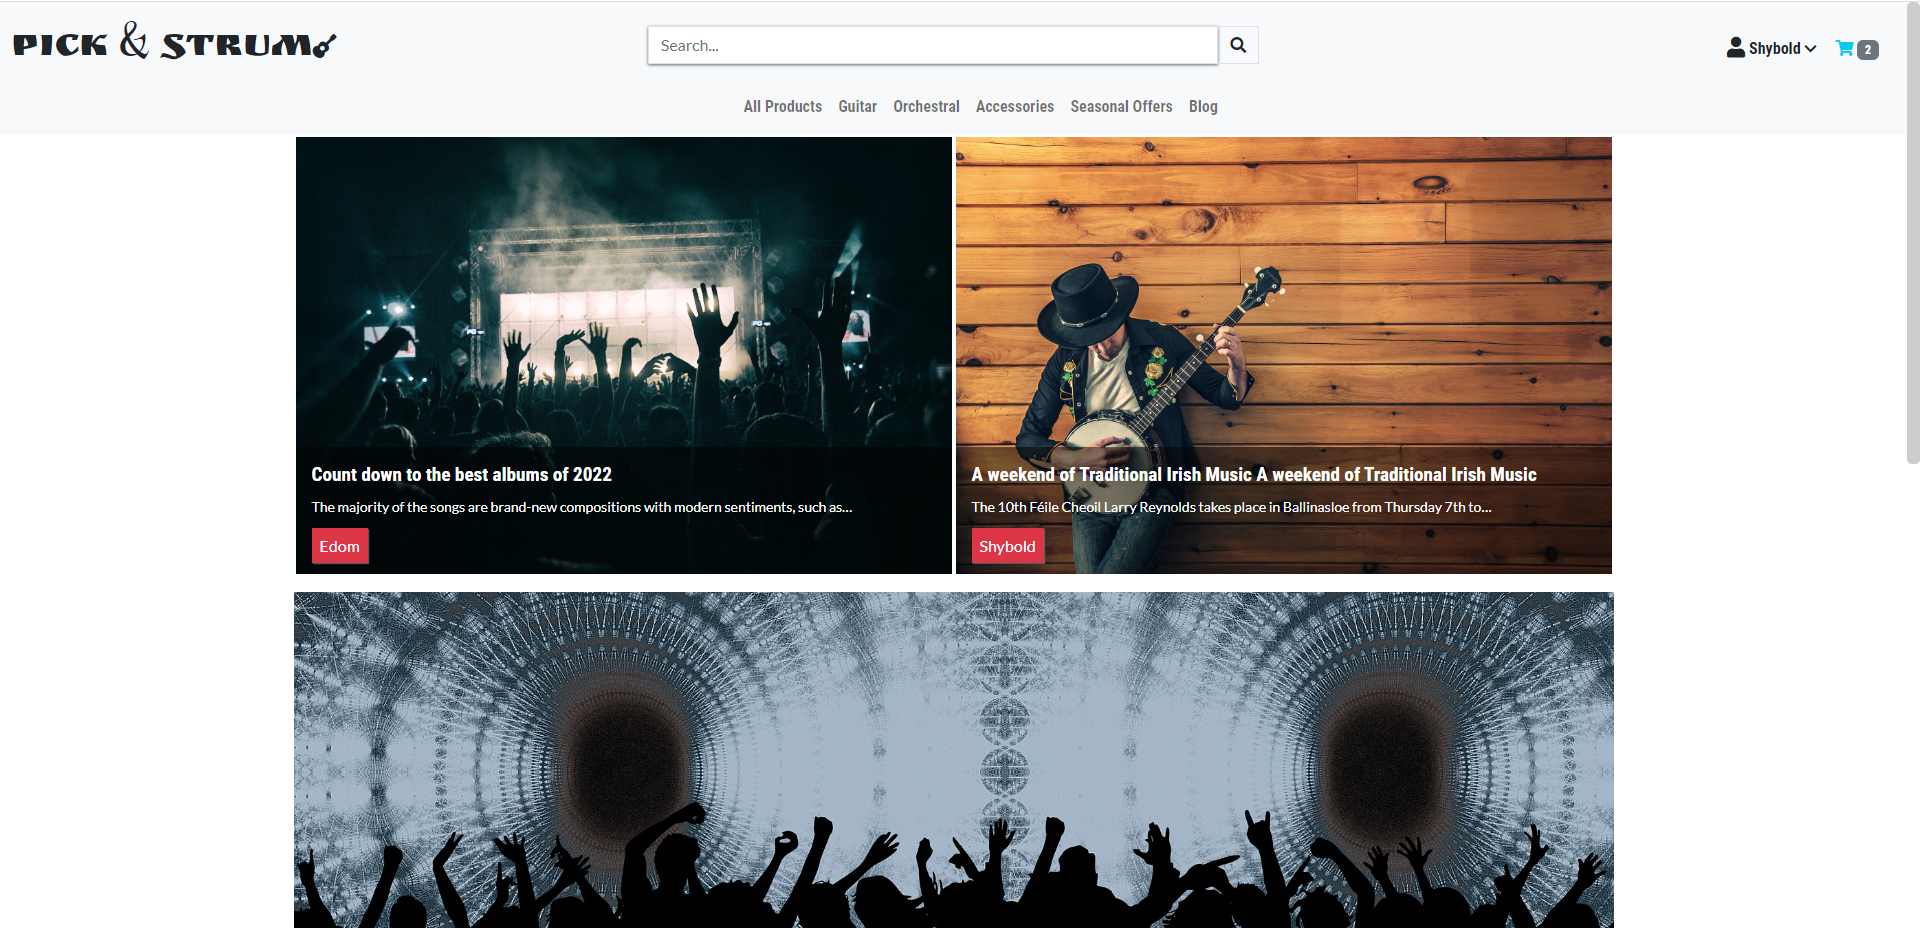 PICK & STRUM
Search...
Shybold
2
All Products Guitar Orchestral Accessories Seasonal Offers Blog
Count down to the best albums of 2022
The majority of the songs are brand-new compositions with modern sentiments, such as...
Edom
A weekend of Traditional Irish Music A weekend of Traditional Irish Music
The 10th Féile Cheoil Larry Reynolds takes place in Ballinasloe from Thursday 7th to...
Shybold